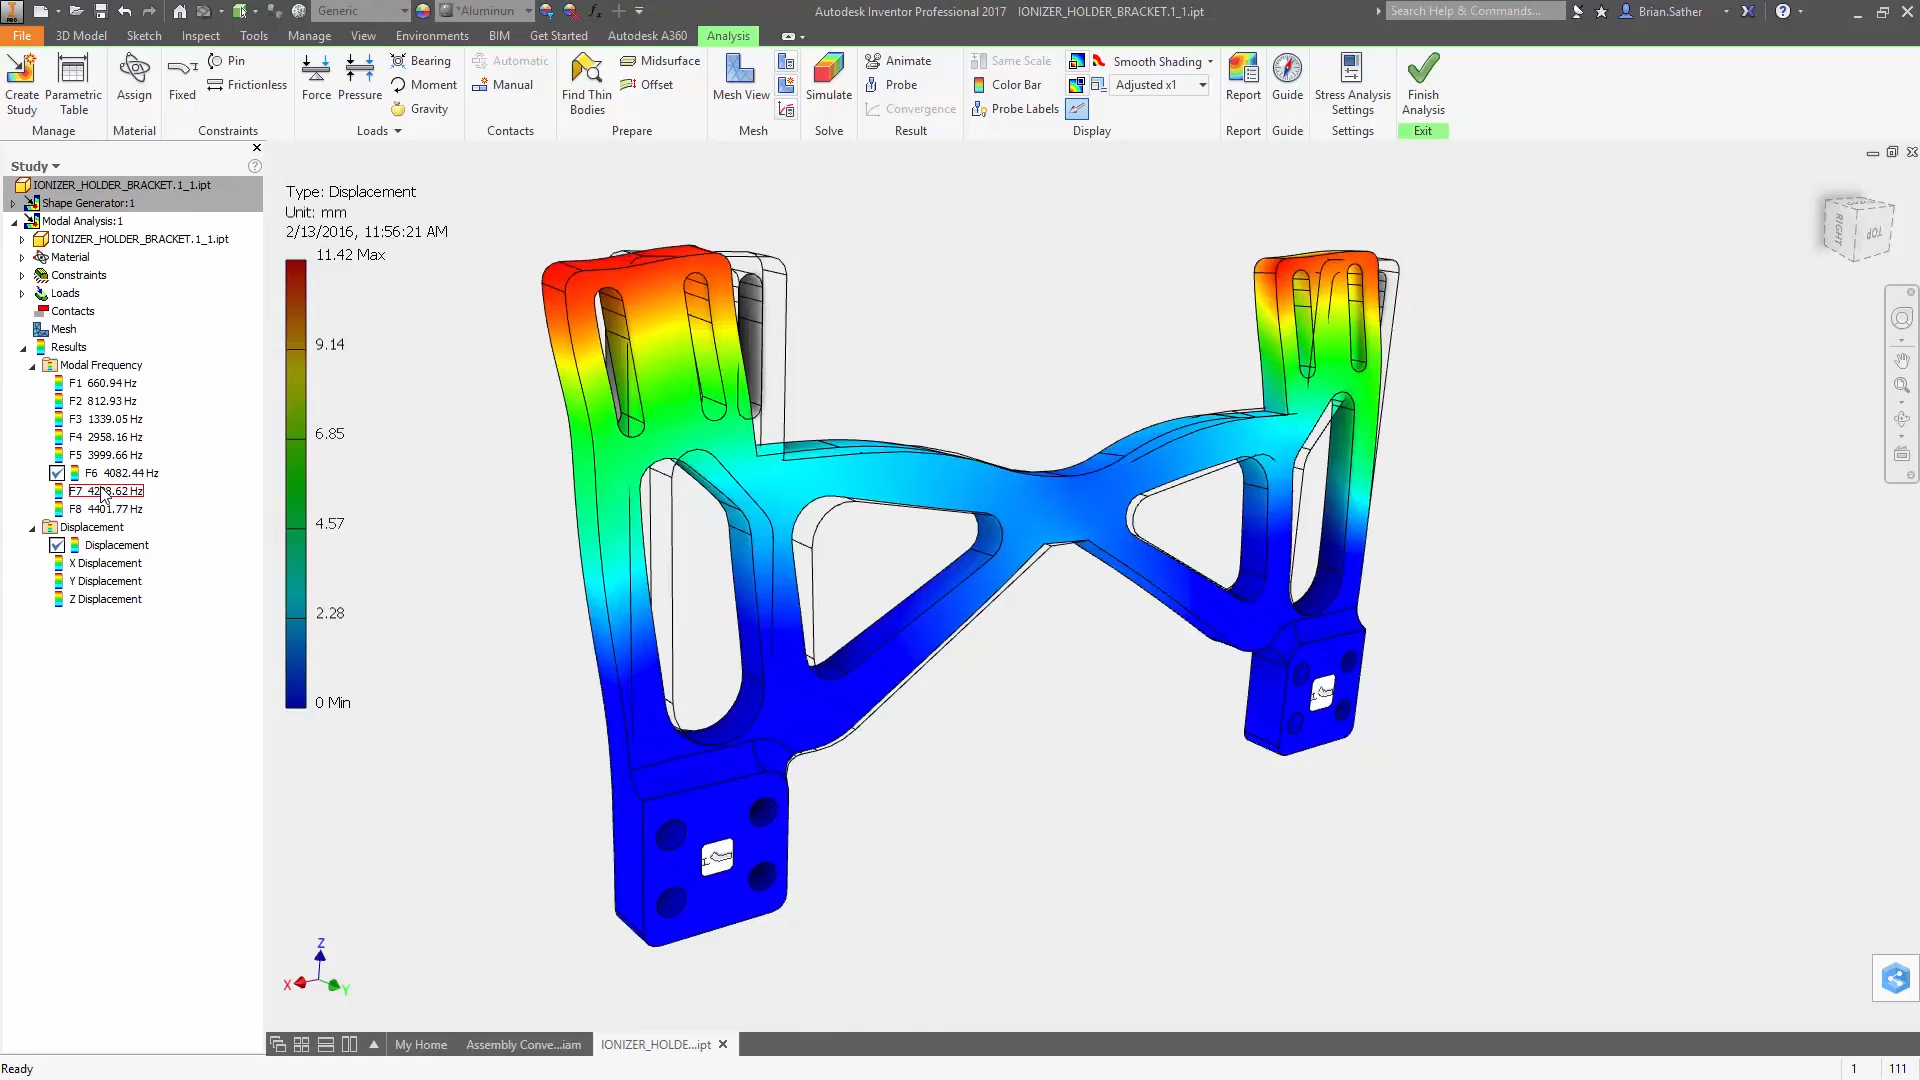 PRO
Generic
*Aluminun
Autodesk Inventor Professional 2017 IONIZER_HOLDER_BRACKET.1_1.ipt
Search Help & Commands...
Brian.Sather
File 3D Model Sketch Inspect Tools Manage View Environments BIM Get Started Autodesk A360 Analysis
Create Study
Parametric Table
Manage
Assign
Material
Fixed
Pin
Frictionless
Constraints
Force
Pressure
Bearing
Moment
Gravity
Loads
Automatic
Manual
Contacts
Find Thin Bodies
Midsurface
Offset
Prepare
Mesh View
Mesh
Simulate
Solve
Animate
Probe
Convergence
Result
Same Scale
Color Bar
Probe Labels
Smooth Shading
Adjusted x1
Display
Report
Report
Guide
Guide
Stress Analysis Settings
Settings
Finish Analysis
Exit
Study
IONIZER_HOLDER_BRACKET.1_1.ipt
Shape Generator:1
Modal Analysis:1
IONIZER_HOLDER_BRACKET.1_1.ipt
Material
Constraints
Loads
Contacts
Mesh
Results
Modal Frequency
F1 660.94 Hz
F2 812.93 Hz
F3 1339.05 Hz
F4 2958.16 Hz
F5 3999.66 Hz
F6 4082.44 Hz
F7
F8 4401.77 Hz
Displacement
Displacement
X Displacement
Y Displacement
Z Displacement
Type: Displacement
Unit: mm
2/13/2016, 11:56:21 AM
11.42 Max
9.14
6.85
4.57
2.28
0 Min
RIGHT
TOP
Z
X
Y
My Home
Assembly Conve...iam
IONIZER_HOLDE...ipt
Ready
1 111